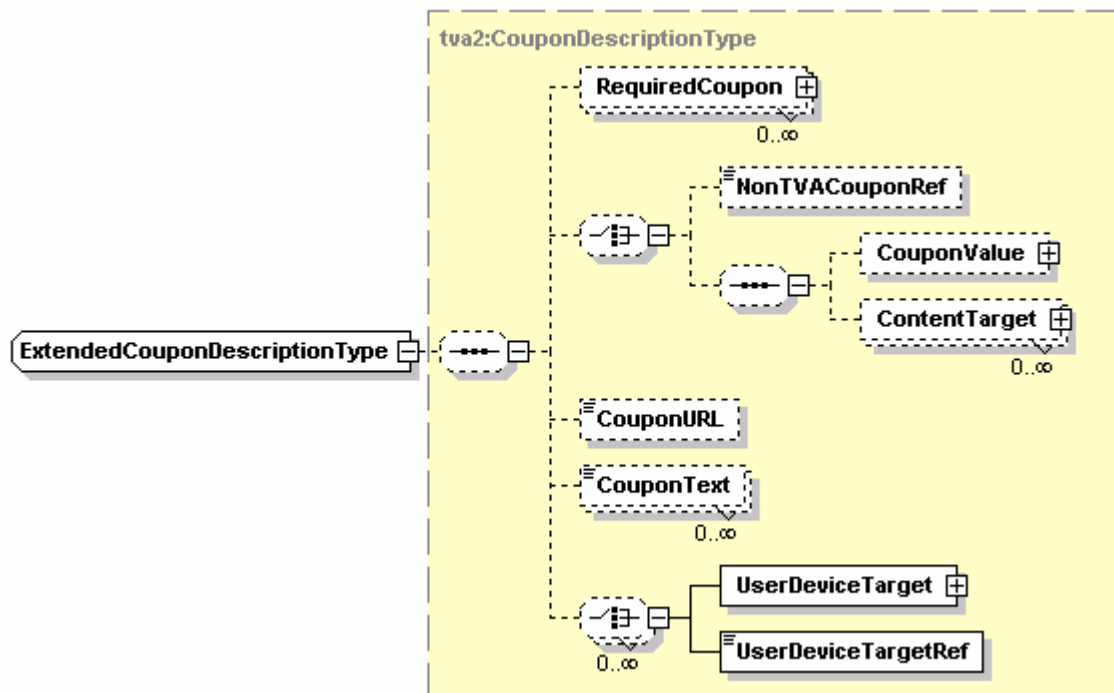 tva2:CouponDescriptionType
RequiredCoupon
0..∞
NonTVACouponRef
CouponValue
ContentTarget
0..∞
ExtendedCouponDescriptionType
CouponURL
CouponText
0..∞
UserDeviceTarget
UserDeviceTargetRef
0..∞